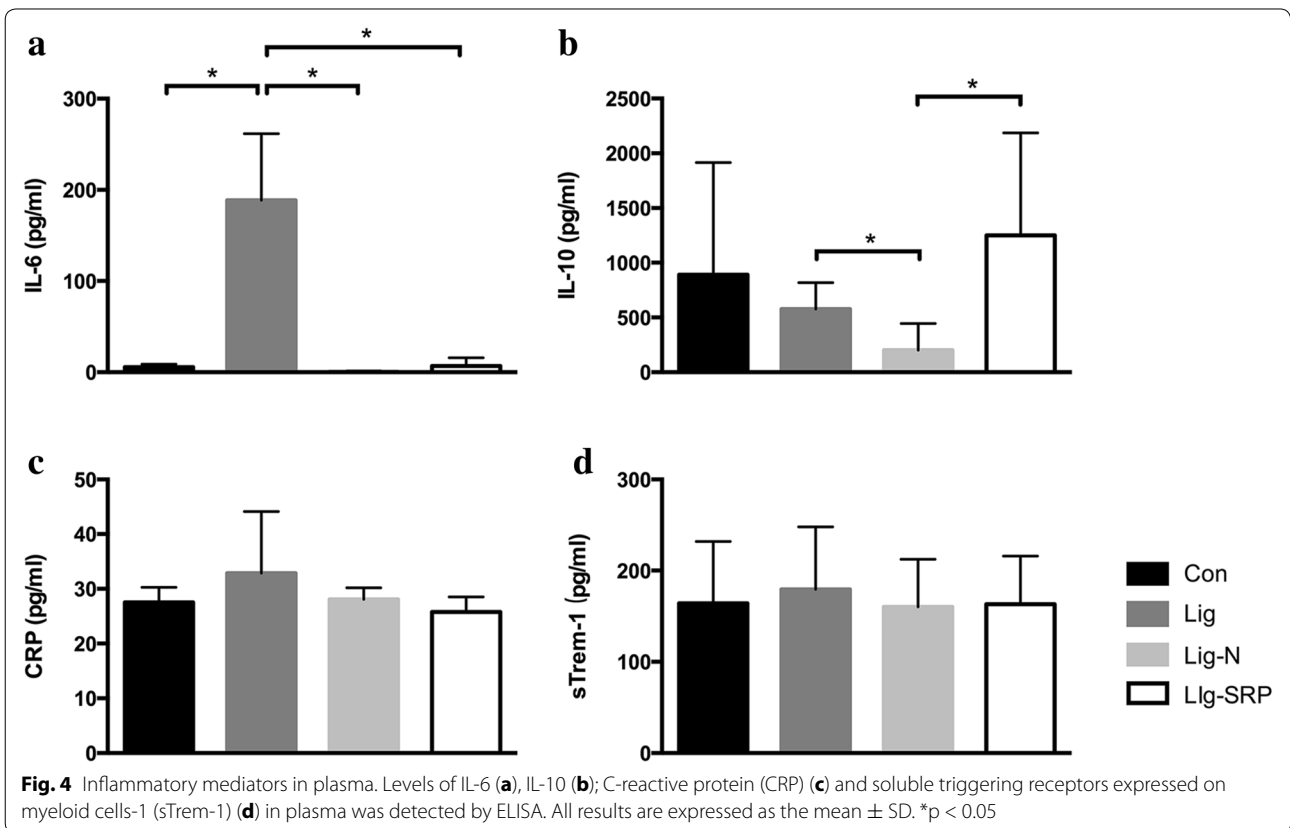 a
*
* *
300
200
100
0
IL-6 (pg/ml)
b
*
*
2500
2000
1500
1000
500
0
IL-10 (pg/ml)
c
50
40
30
20
10
0
CRP (pg/ml)
d
300
200
100
0
sTrem-1 (pg/ml)
Con
Lig
Lig-N
LIg-SRP
Fig. 4 Inflammatory mediators in plasma. Levels of IL-6 (a), IL-10 (b); C-reactive protein (CRP) (c) and soluble triggering receptors expressed on
myeloid cells-1 (sTrem-1) (d) in plasma was detected by ELISA. All results are expressed as the mean ± SD. *p < 0.05